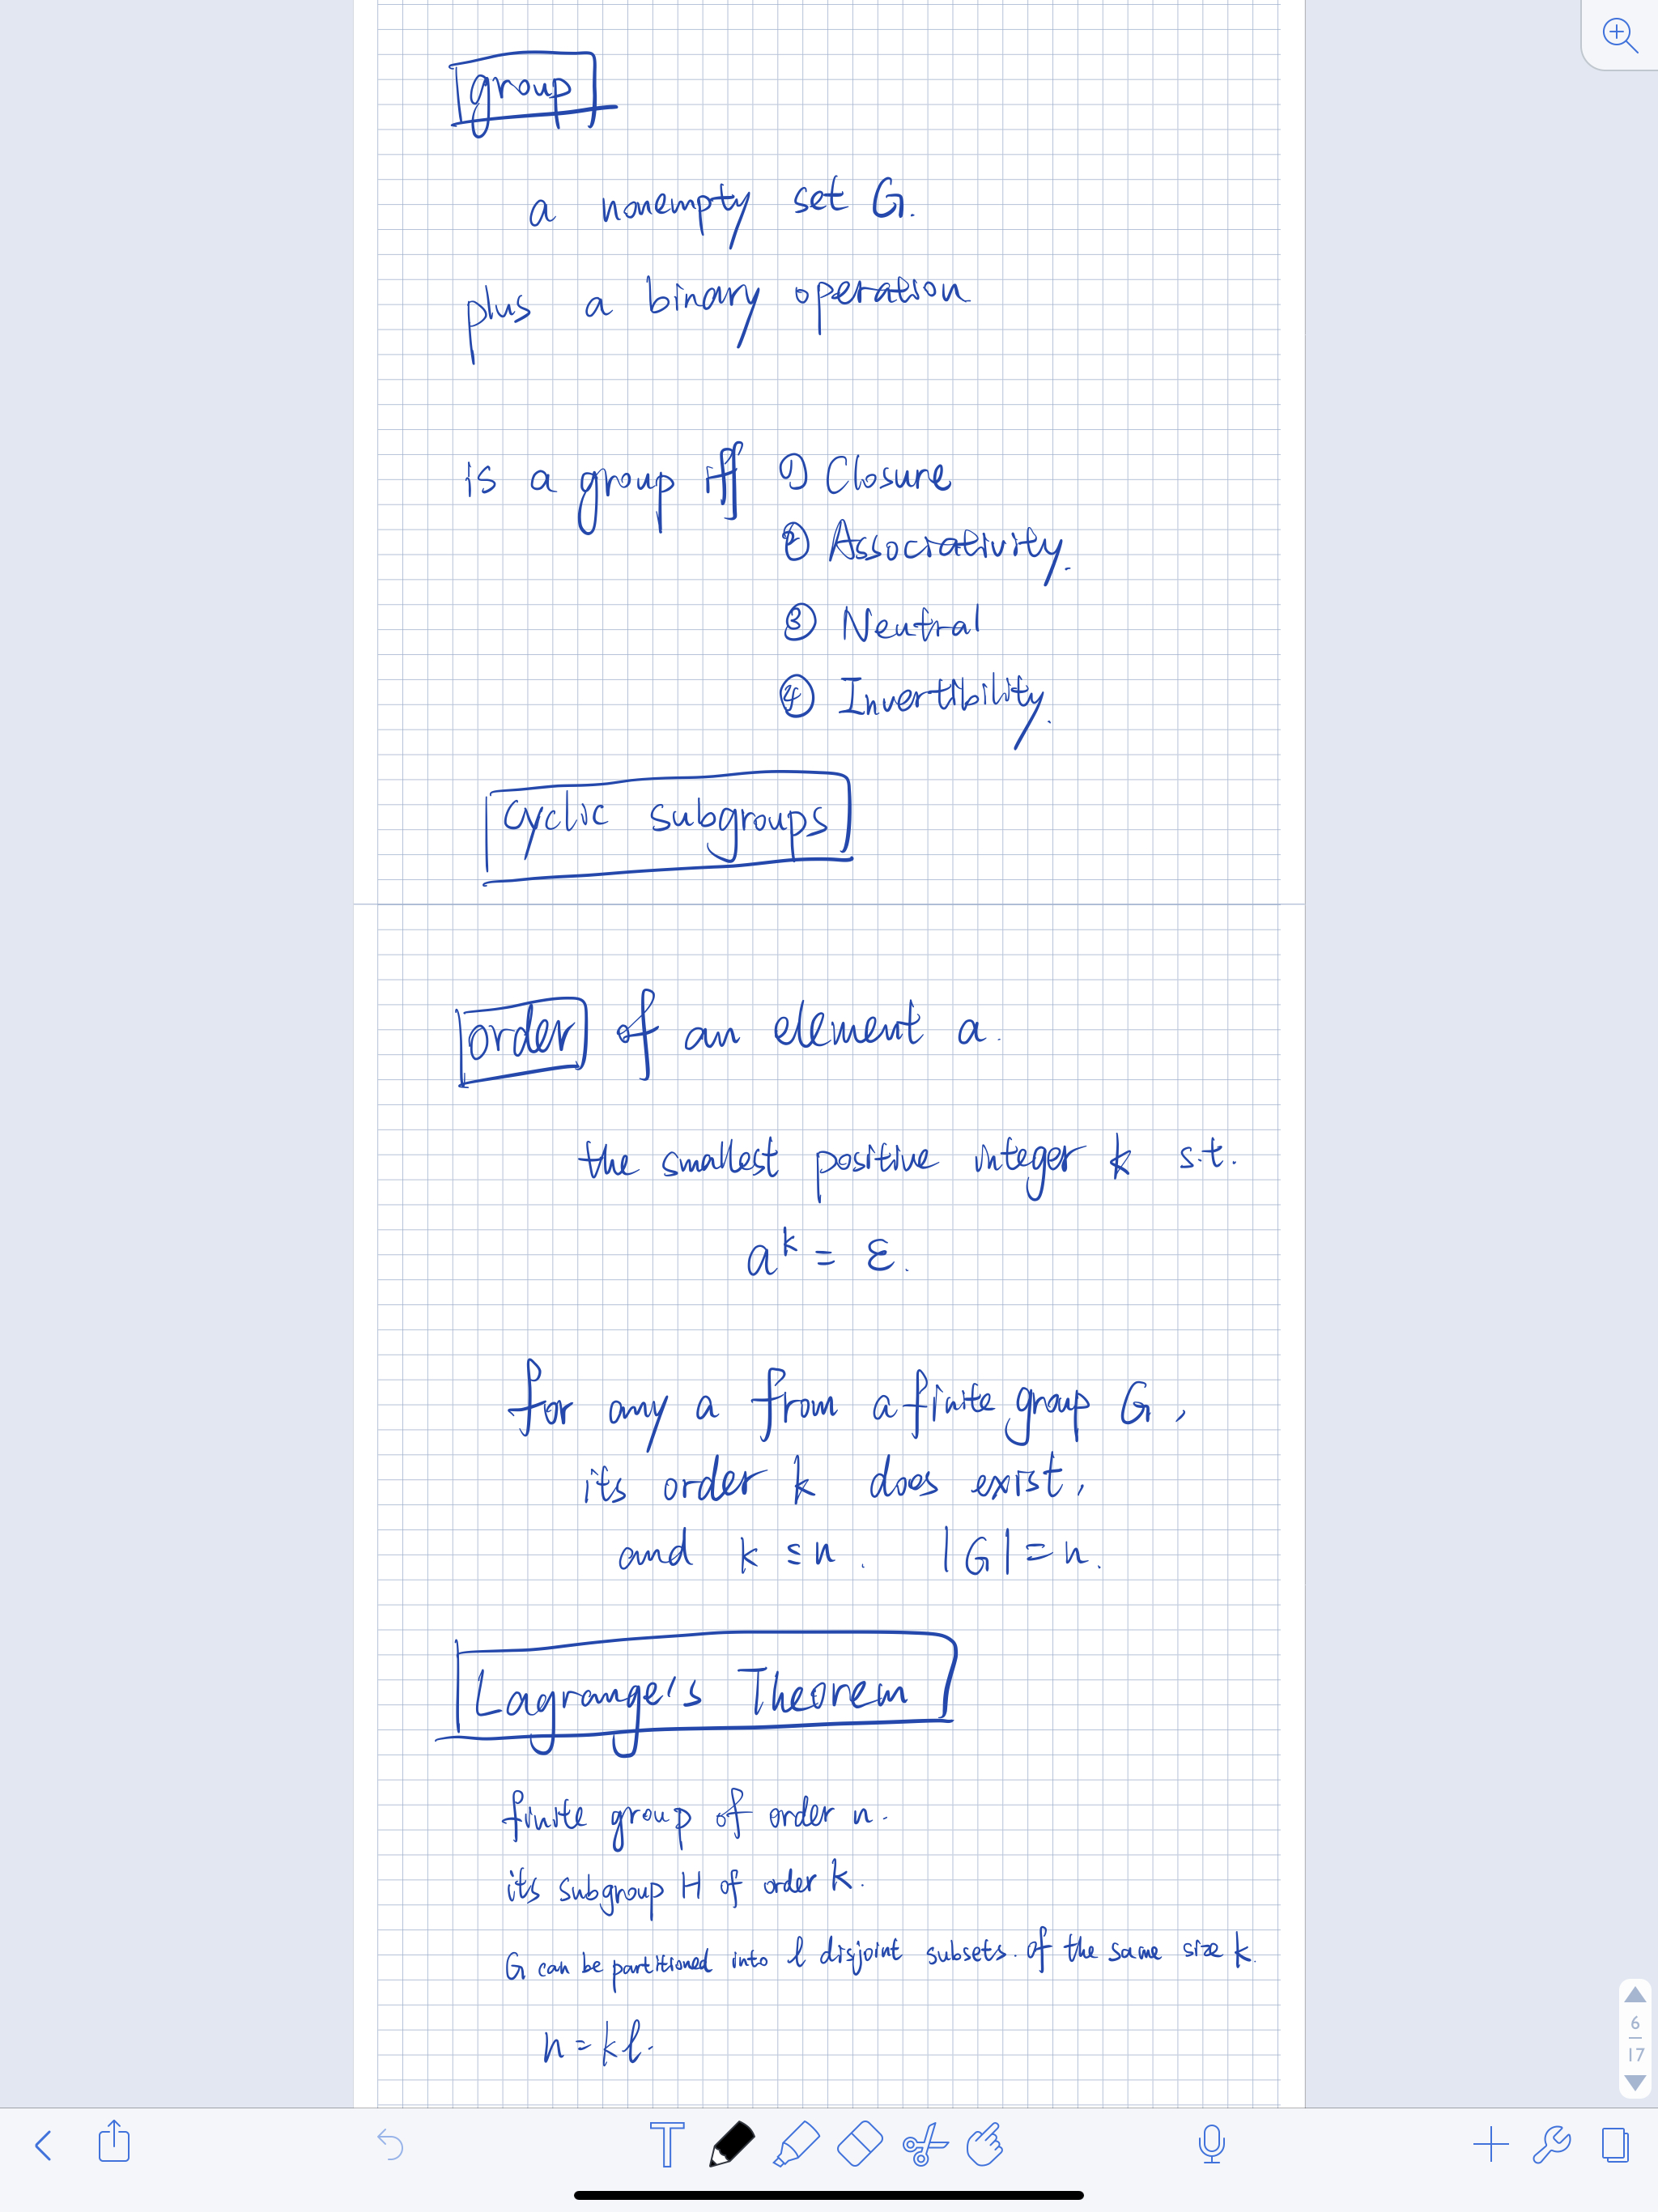 group
a nonempty set G.
plus a binary operation
is a group iff ① Closure
② Associativity.
③ Neutral
④ Invertibility.
cyclic subgroups
order of an element a.
the smallest positive integer k s.t.
a^k = ε.
for any a from a finite group G,
its order k does exist,
and k ≤ n. |G| = n.
Lagrange's Theorem
finite group of order n.
its subgroup H of order k.
G can be partitioned into l disjoint subsets. of the same size k.
n = kl.
6
17
T